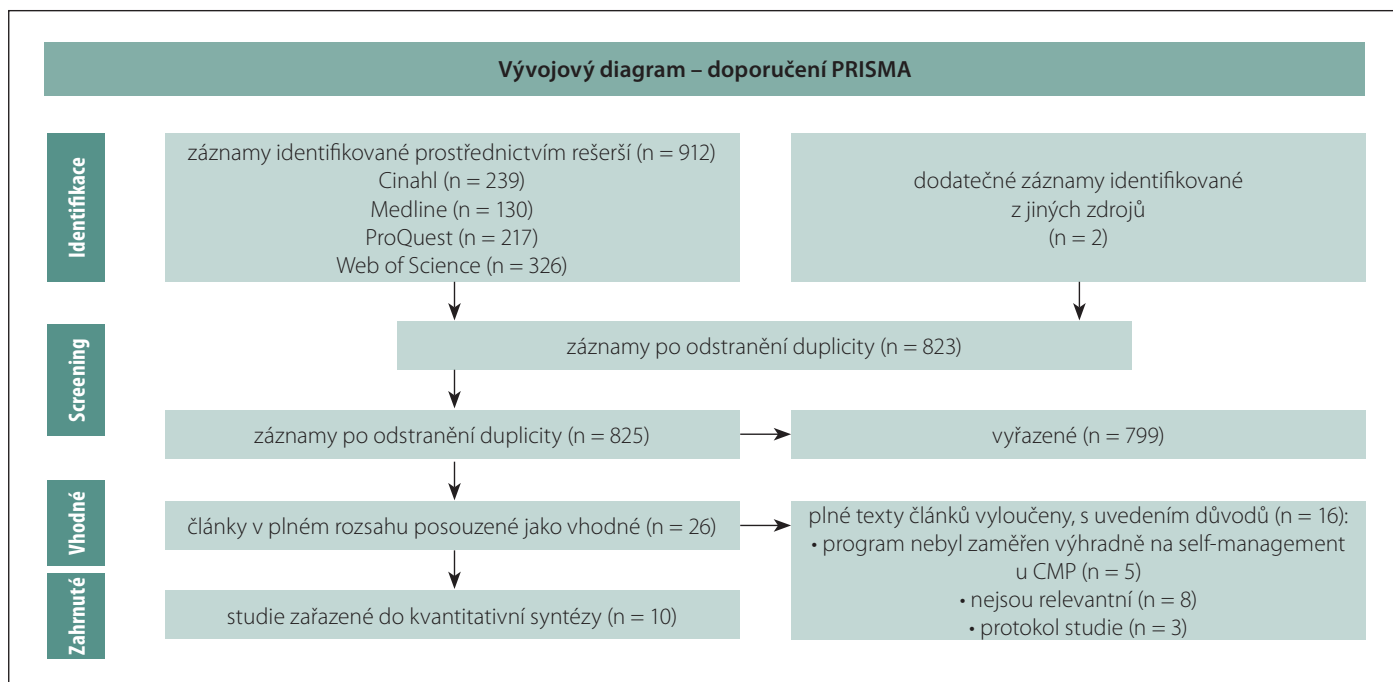 Vývojový diagram – doporučení PRISMA
Identifikace
záznamy identifikované prostřednictvím rešerší (n = 912)
Cinahl (n = 239)
Medline (n = 130)
ProQuest (n = 217)
Web of Science (n = 326)
dodatečné záznamy identifikované
z jiných zdrojů
(n = 2)
Screening
záznamy po odstranění duplicity (n = 823)
záznamy po odstranění duplicity (n = 825)
vyřazené (n = 799)
Vhodné
články v plném rozsahu posouzené jako vhodné (n = 26)
plné texty článků vyloučeny, s uvedením důvodů (n = 16):
• program nebyl zaměřen výhradně na self-management
u CMP (n = 5)
• nejsou relevantní (n = 8)
• protokol studie (n = 3)
Zahrnuté
studie zařazené do kvantitativní syntézy (n = 10)